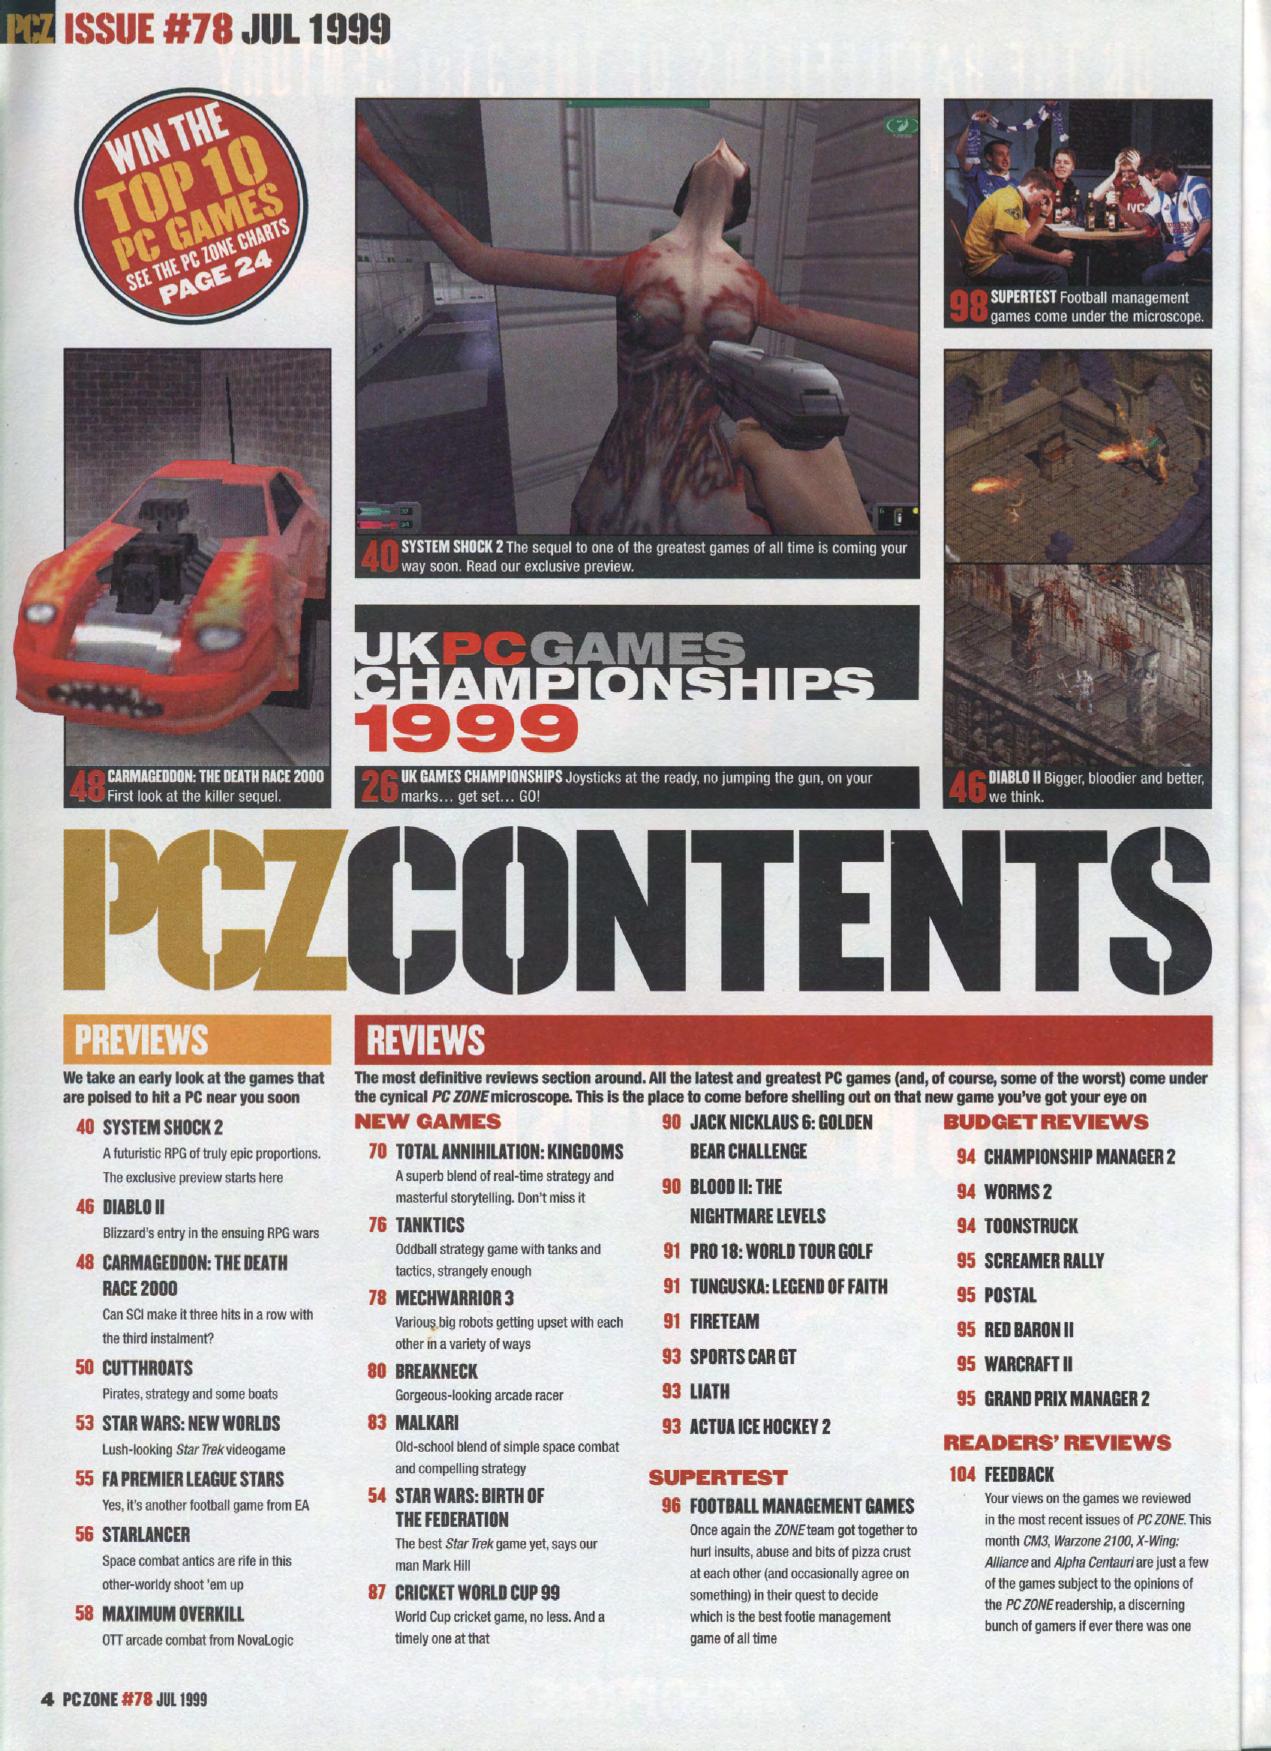 PCZ ISSUE #78 JUL 1999
WIN THE
TOP 10
PC GAMES
SEE THE PC ZONE CHARTS
PAGE 24
98 SUPERTEST Football management
games come under the microscope.
40 SYSTEM SHOCK 2 The sequel to one of the greatest games of all time is coming your
way soon. Read our exclusive preview.
UK PC GAMES
CHAMPIONSHIPS
1999
48 CARMAGEDDON: THE DEATH RACE 2000
First look at the killer sequel.
26 UK GAMES CHAMPIONSHIPS Joysticks at the ready, no jumping the gun, on your
marks... get set... GO!
46 DIABLO II Bigger, bloodier and better,
we think.
PCZCONTENTS
PREVIEWS
We take an early look at the games that
are poised to hit a PC near you soon
40 SYSTEM SHOCK 2
A futuristic RPG of truly epic proportions.
The exclusive preview starts here
46 DIABLO II
Blizzard's entry in the ensuing RPG wars
48 CARMAGEDDON: THE DEATH
RACE 2000
Can SCI make it three hits in a row with
the third instalment?
50 CUTTHROATS
Pirates, strategy and some boats
53 STAR WARS: NEW WORLDS
Lush-looking Star Trek videogame
55 FA PREMIER LEAGUE STARS
Yes, it's another football game from EA
56 STARLANCER
Space combat antics are rife in this
other-worldy shoot 'em up
58 MAXIMUM OVERKILL
OTT arcade combat from NovaLogic
REVIEWS
The most definitive reviews section around. All the latest and greatest PC games (and, of course, some of the worst) come under
the cynical PC ZONE microscope. This is the place to come before shelling out on that new game you've got your eye on
NEW GAMES
70 TOTAL ANNIHILATION: KINGDOMS
A superb blend of real-time strategy and
masterful storytelling. Don't miss it
76 TANKTICS
Oddball strategy game with tanks and
tactics, strangely enough
78 MECHWARRIOR 3
Various big robots getting upset with each
other in a variety of ways
80 BREAKNECK
Gorgeous-looking arcade racer
83 MALKARI
Old-school blend of simple space combat
and compelling strategy
54 STAR WARS: BIRTH OF
THE FEDERATION
The best Star Trek game yet, says our
man Mark Hill
87 CRICKET WORLD CUP 99
World Cup cricket game, no less. And a
timely one at that
90 JACK NICKLAUS 6: GOLDEN
BEAR CHALLENGE
90 BLOOD II: THE
NIGHTMARE LEVELS
91 PRO 18: WORLD TOUR GOLF
91 TUNGUSKA: LEGEND OF FAITH
91 FIRETEAM
93 SPORTS CAR GT
93 LIATH
93 ACTUA ICE HOCKEY 2
SUPERTEST
96 FOOTBALL MANAGEMENT GAMES
Once again the ZONE team got together to
hurl insults, abuse and bits of pizza crust
at each other (and occasionally agree on
something) in their quest to decide
which is the best footie management
game of all time
BUDGET REVIEWS
94 CHAMPIONSHIP MANAGER 2
94 WORMS 2
94 TOONSTRUCK
95 SCREAMER RALLY
95 POSTAL
95 RED BARON II
95 WARCRAFT II
95 GRAND PRIX MANAGER 2
READERS' REVIEWS
104 FEEDBACK
Your views on the games we reviewed
in the most recent issues of PC ZONE. This
month CM3, Warzone 2100, X-Wing:
Alliance and Alpha Centauri are just a few
of the games subject to the opinions of
the PC ZONE readership, a discerning
bunch of gamers if ever there was one
4 PC ZONE #78 JUL 1999